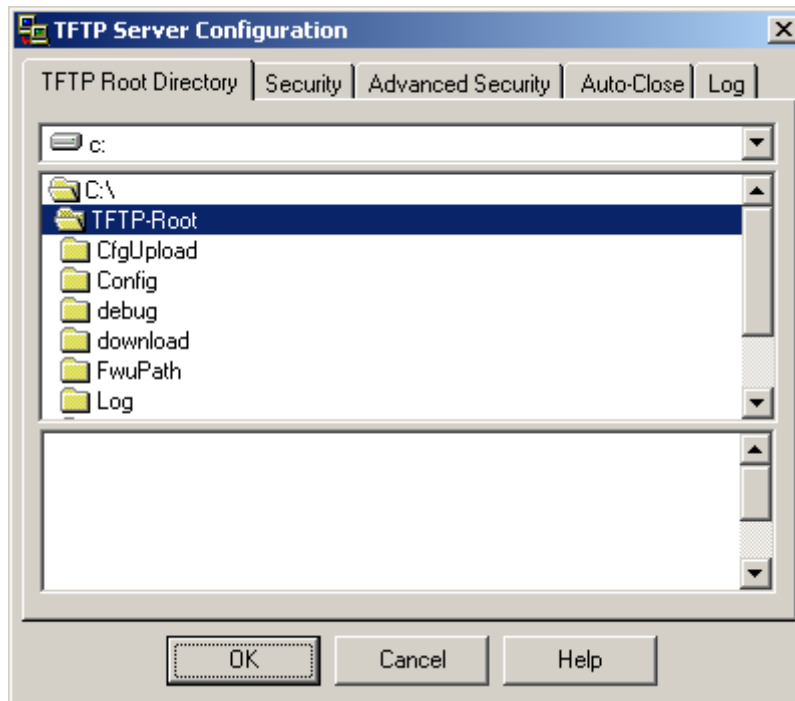 TFTP Server Configuration
TFTP Root Directory Security Advanced Security Auto-Close Log
c:
C:\
TFTP-Root
CfgUpload
Config
debug
download
FwuPath
Log
OK Cancel Help